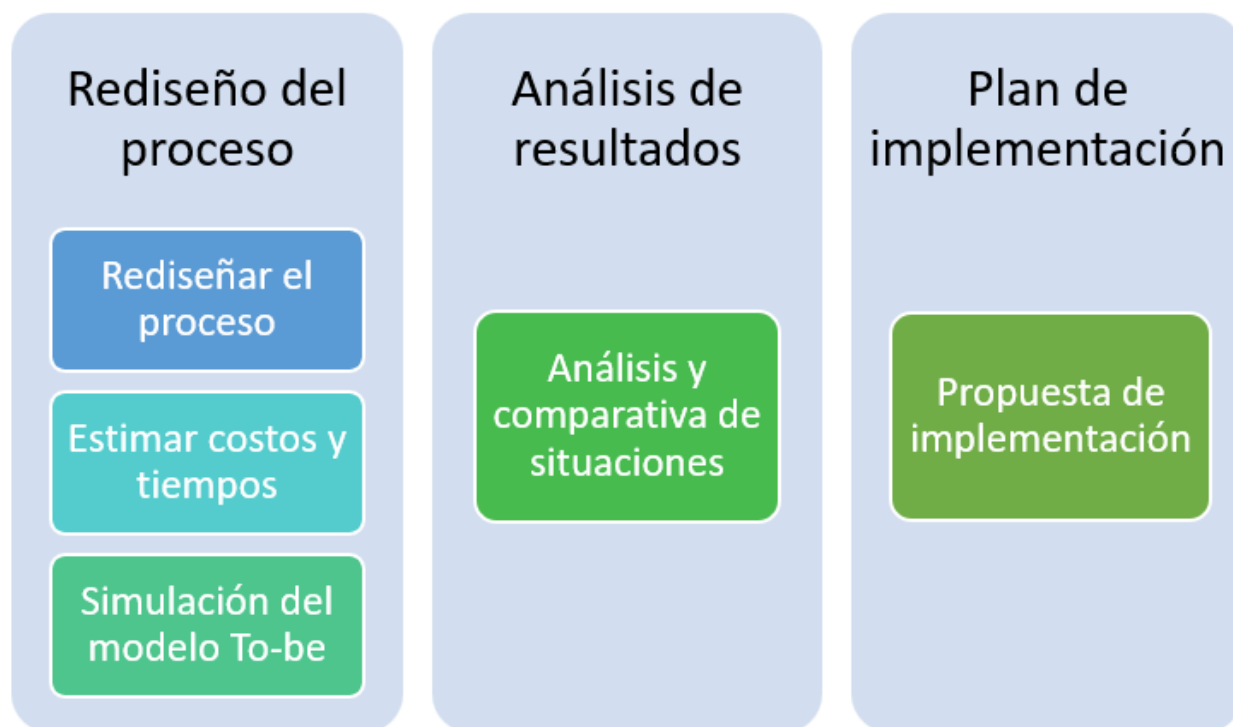 Rediseño del
proceso
Rediseñar el
proceso
Estimar costos y
tiempos
Simulación del
modelo To-be
Análisis de
resultados
Análisis y
comparativa de
situaciones
Plan de
implementación
Propuesta de
implementación